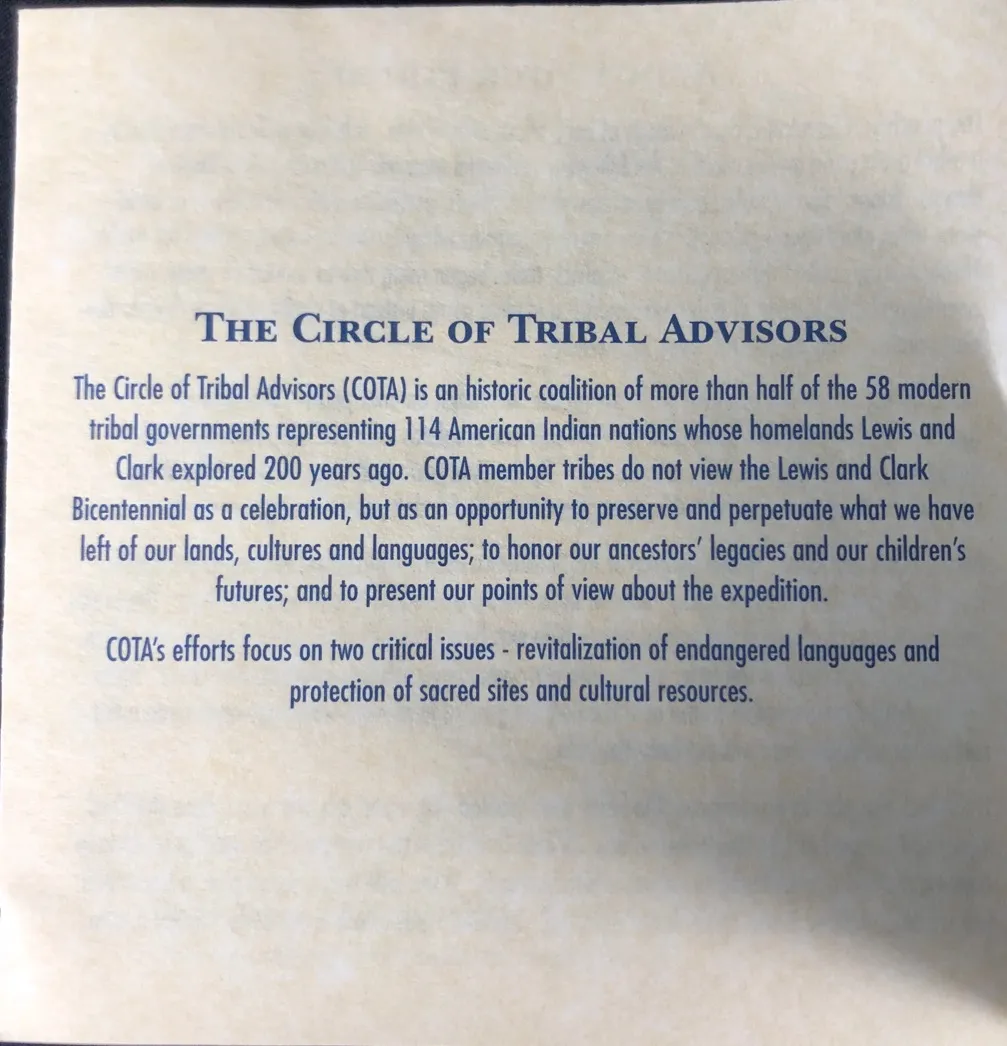 THE CIRCLE OF TRIBAL ADVISORS
The Circle of Tribal Advisors (COTA) is an historic coalition of more than half of the 58 modern
tribal governments representing 114 American Indian nations whose homelands Lewis and
Clark explored 200 years ago.  COTA member tribes do not view the Lewis and Clark
Bicentennial as a celebration, but as an opportunity to preserve and perpetuate what we have
left of our lands, cultures and languages; to honor our ancestors' legacies and our children's
futures; and to present our points of view about the expedition.
COTA's efforts focus on two critical issues - revitalization of endangered languages and
protection of sacred sites and cultural resources.